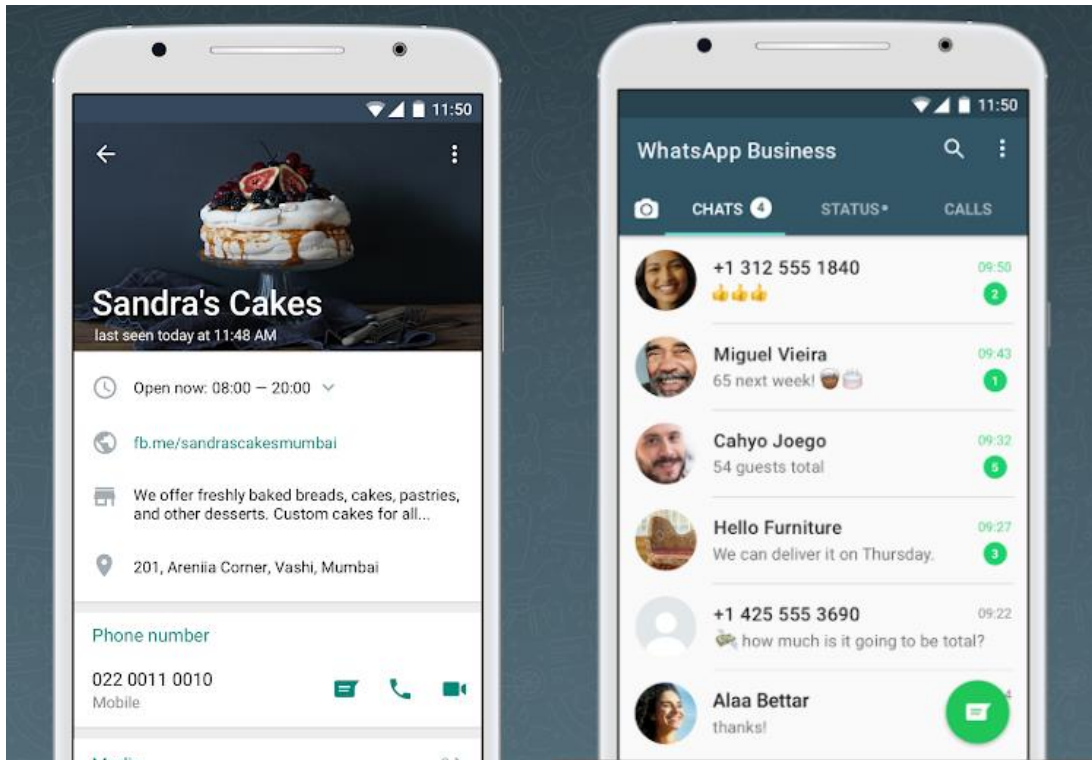 11:50
Sandra's Cakes
last seen today at 11:48 AM
Open now: 08:00 — 20:00
fb.me/sandrascakesmumbai
We offer freshly baked breads, cakes, pastries,
and other desserts. Custom cakes for all...
201, Areniia Corner, Vashi, Mumbai
Phone number
022 0011 0010
Mobile
11:50
WhatsApp Business
CHATS 4 STATUS• CALLS
+1 312 555 1840 09:50
👍👍👍 2
Miguel Vieira 09:43
65 next week! 1
Cahyo Joego 09:32
54 guests total 5
Hello Furniture 09:27
We can deliver it on Thursday. 3
+1 425 555 3690 09:22
how much is it going to be total?
Alaa Bettar
thanks!